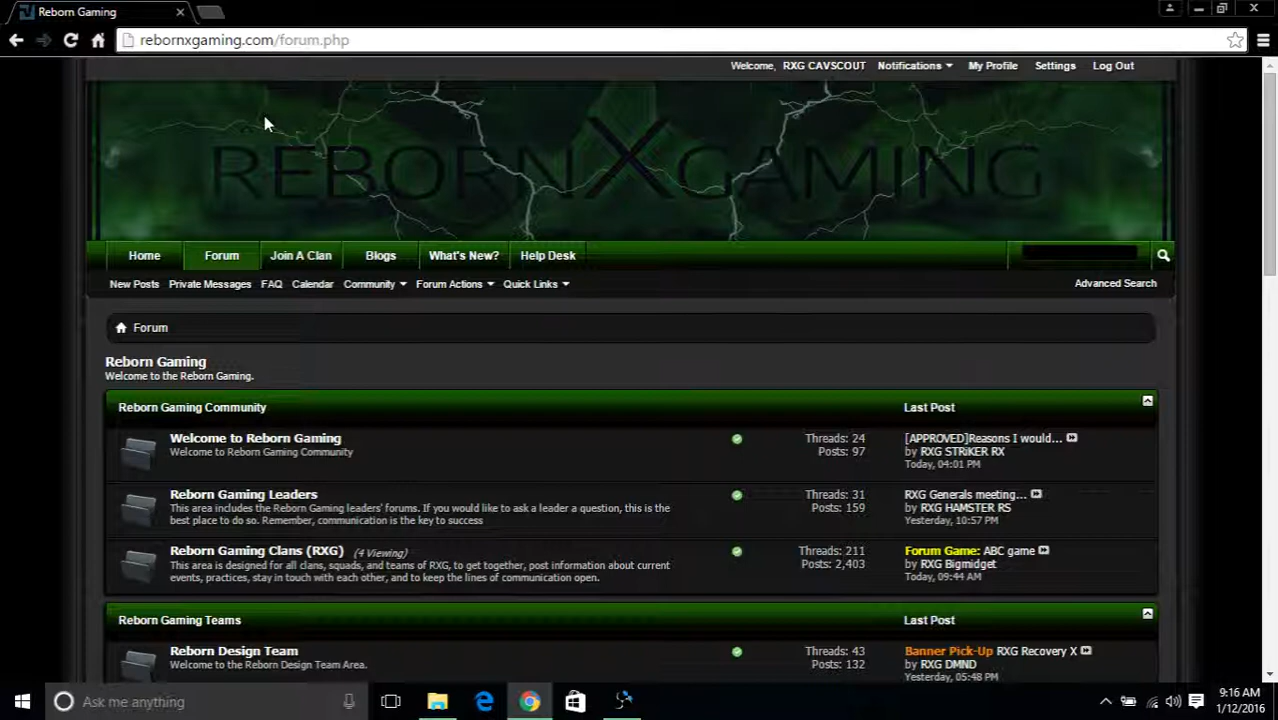 Reborn Gaming
rebornxgaming.com/forum.php
Welcome, RXG CAVSCOUT Notifications My Profile Settings Log Out
REBORNXGAMING
Home Forum Join A Clan Blogs What's New? Help Desk
New Posts Private Messages FAQ Calendar Community Forum Actions Quick Links Advanced Search
Forum
Reborn Gaming
Welcome to the Reborn Gaming.
Reborn Gaming Community Last Post
Welcome to Reborn Gaming Threads: 24 [APPROVED]Reasons I would...
Welcome to Reborn Gaming Community Posts: 97 by RXG STRiKER RX
Today, 04:01 PM
Reborn Gaming Leaders Threads: 31 RXG Generals meeting...
This area includes the Reborn Gaming leaders' forums. If you would like to ask a leader a question, this is the Posts: 159 by RXG HAMSTER RS
best place to do so. Remember, communication is the key to success Yesterday, 10:57 PM
Reborn Gaming Clans (RXG) (4 Viewing) Threads: 211 Forum Game: ABC game
This area is designed for all clans, squads, and teams of RXG, to get together, post information about current Posts: 2,403 by RXG Bigmidget
events, practices, stay in touch with each other, and to keep the lines of communication open. Today, 09:44 AM
Reborn Gaming Teams Last Post
Reborn Design Team Threads: 43 Banner Pick-Up RXG Recovery X
Welcome to the Reborn Design Team Area. Posts: 132 by RXG DMND
Yesterday, 05:48 PM
Ask me anything
9:16 AM
1/12/2016